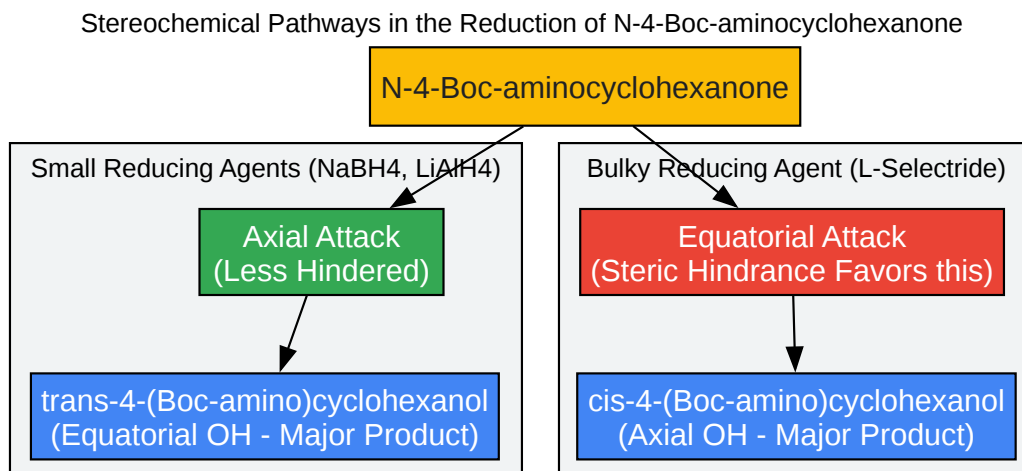 Stereochemical Pathways in the Reduction of N-4-Boc-aminocyclohexanone
N-4-Boc-aminocyclohexanone
Small Reducing Agents (NaBH4, LiAlH4)
Axial Attack
(Less Hindered)
trans-4-(Boc-amino)cyclohexanol
(Equatorial OH - Major Product)
Bulky Reducing Agent (L-Selectride)
Equatorial Attack
(Steric Hindrance Favors this)
cis-4-(Boc-amino)cyclohexanol
(Axial OH - Major Product)